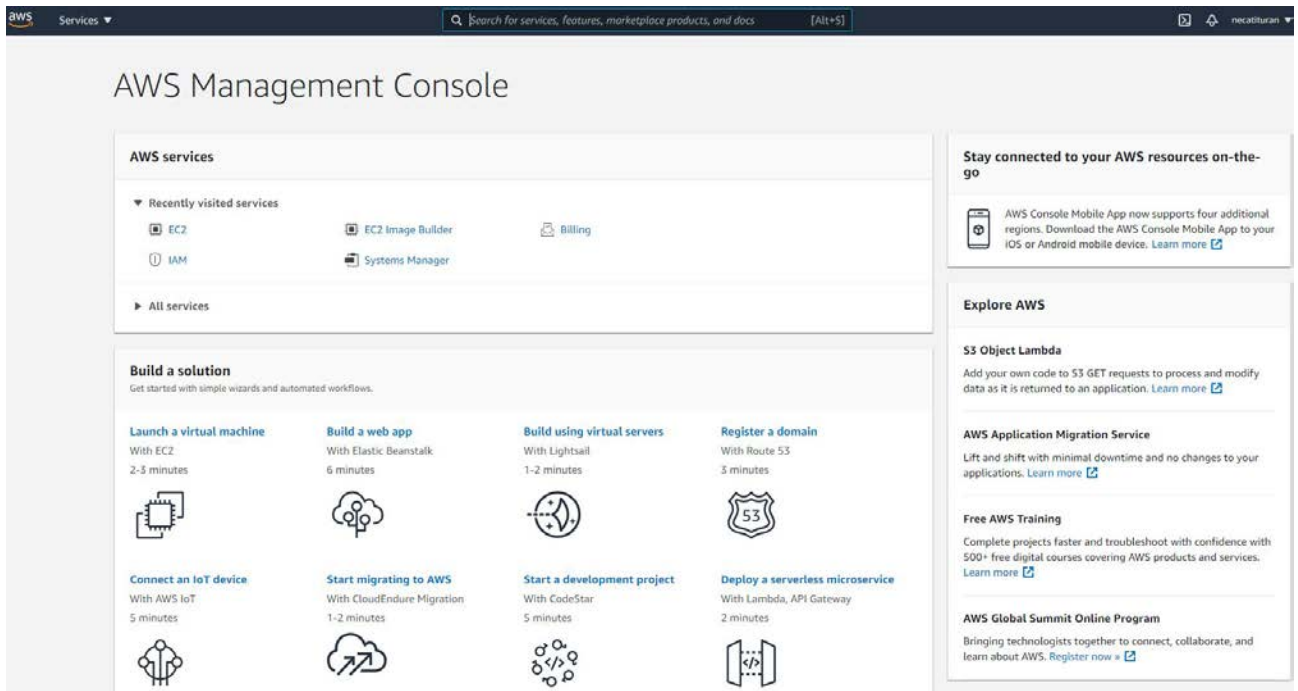 aws
Services ▼
Search for services, features, marketplace products, and docs
[Alt+S]
necatituran ▼
AWS Management Console
AWS services
▼ Recently visited services
EC2
EC2 Image Builder
Billing
IAM
Systems Manager
▶ All services
Build a solution
Get started with simple wizards and automated workflows.
Launch a virtual machine
With EC2
2-3 minutes
Build a web app
With Elastic Beanstalk
6 minutes
Build using virtual servers
With Lightsail
1-2 minutes
Register a domain
With Route 53
3 minutes
53
Connect an IoT device
With AWS IoT
5 minutes
Start migrating to AWS
With CloudEndure Migration
1-2 minutes
Start a development project
With CodeStar
5 minutes
</>
Deploy a serverless microservice
With Lambda, API Gateway
2 minutes
</>
Stay connected to your AWS resources on-the-
go
AWS Console Mobile App now supports four additional
regions. Download the AWS Console Mobile App to your
iOS or Android mobile device. Learn more
Explore AWS
S3 Object Lambda
Add your own code to S3 GET requests to process and modify
data as it is returned to an application. Learn more
AWS Application Migration Service
Lift and shift with minimal downtime and no changes to your
applications. Learn more
Free AWS Training
Complete projects faster and troubleshoot with confidence with
500+ free digital courses covering AWS products and services.
Learn more
AWS Global Summit Online Program
Bringing technologists together to connect, collaborate, and
learn about AWS. Register now »